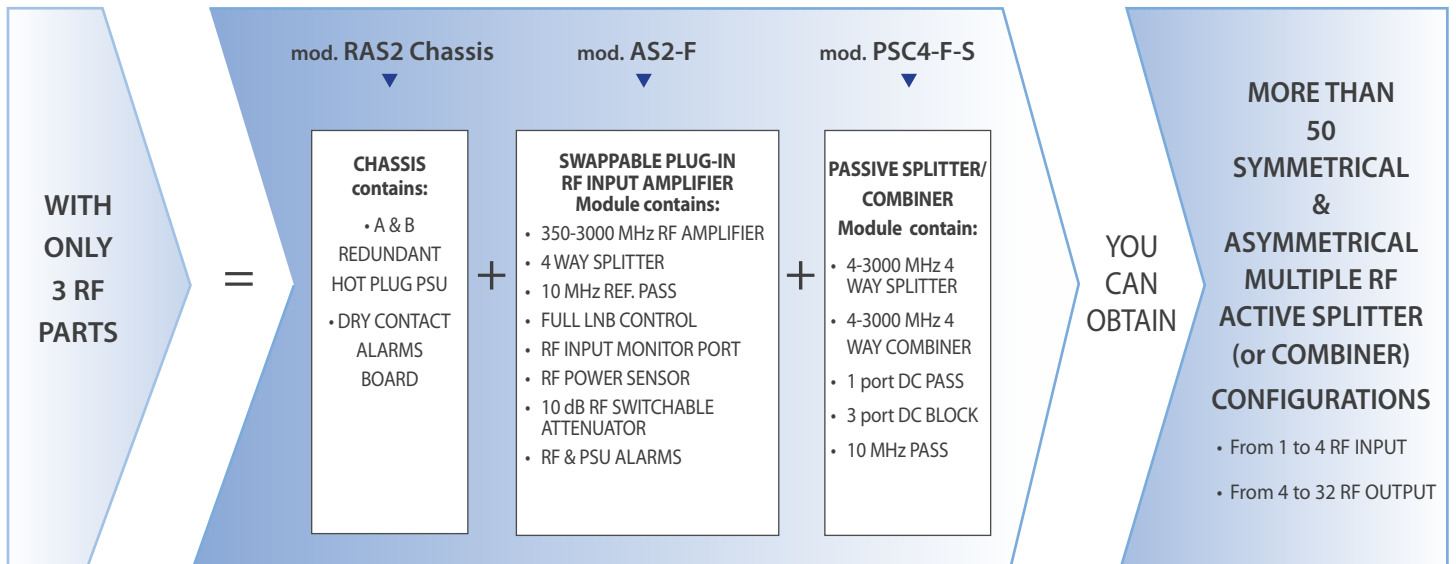 WITH
ONLY
3 RF
PARTS
=
mod. RAS2 Chassis
CHASSIS
contains:
• A & B
REDUNDANT
HOT PLUG PSU
• DRY CONTACT
ALARMS
BOARD
+
mod. AS2-F
SWAPPABLE PLUG-IN
RF INPUT AMPLIFIER
Module contains:
• 350-3000 MHz RF AMPLIFIER
• 4 WAY SPLITTER
• 10 MHz REF. PASS
• FULL LNB CONTROL
• RF INPUT MONITOR PORT
• RF POWER SENSOR
• 10 dB RF SWITCHABLE
ATTENUATOR
• RF & PSU ALARMS
+
mod. PSC4-F-S
PASSIVE SPLITTER/
COMBINER
Module contain:
• 4-3000 MHz 4
WAY SPLITTER
• 4-3000 MHz 4
WAY COMBINER
• 1 port DC PASS
• 3 port DC BLOCK
• 10 MHz PASS
YOU
CAN
OBTAIN
MORE THAN
50
SYMMETRICAL
&
ASYMMETRICAL
MULTIPLE RF
ACTIVE SPLITTER
(or COMBINER)
CONFIGURATIONS
• From 1 to 4 RF INPUT
• From 4 to 32 RF OUTPUT